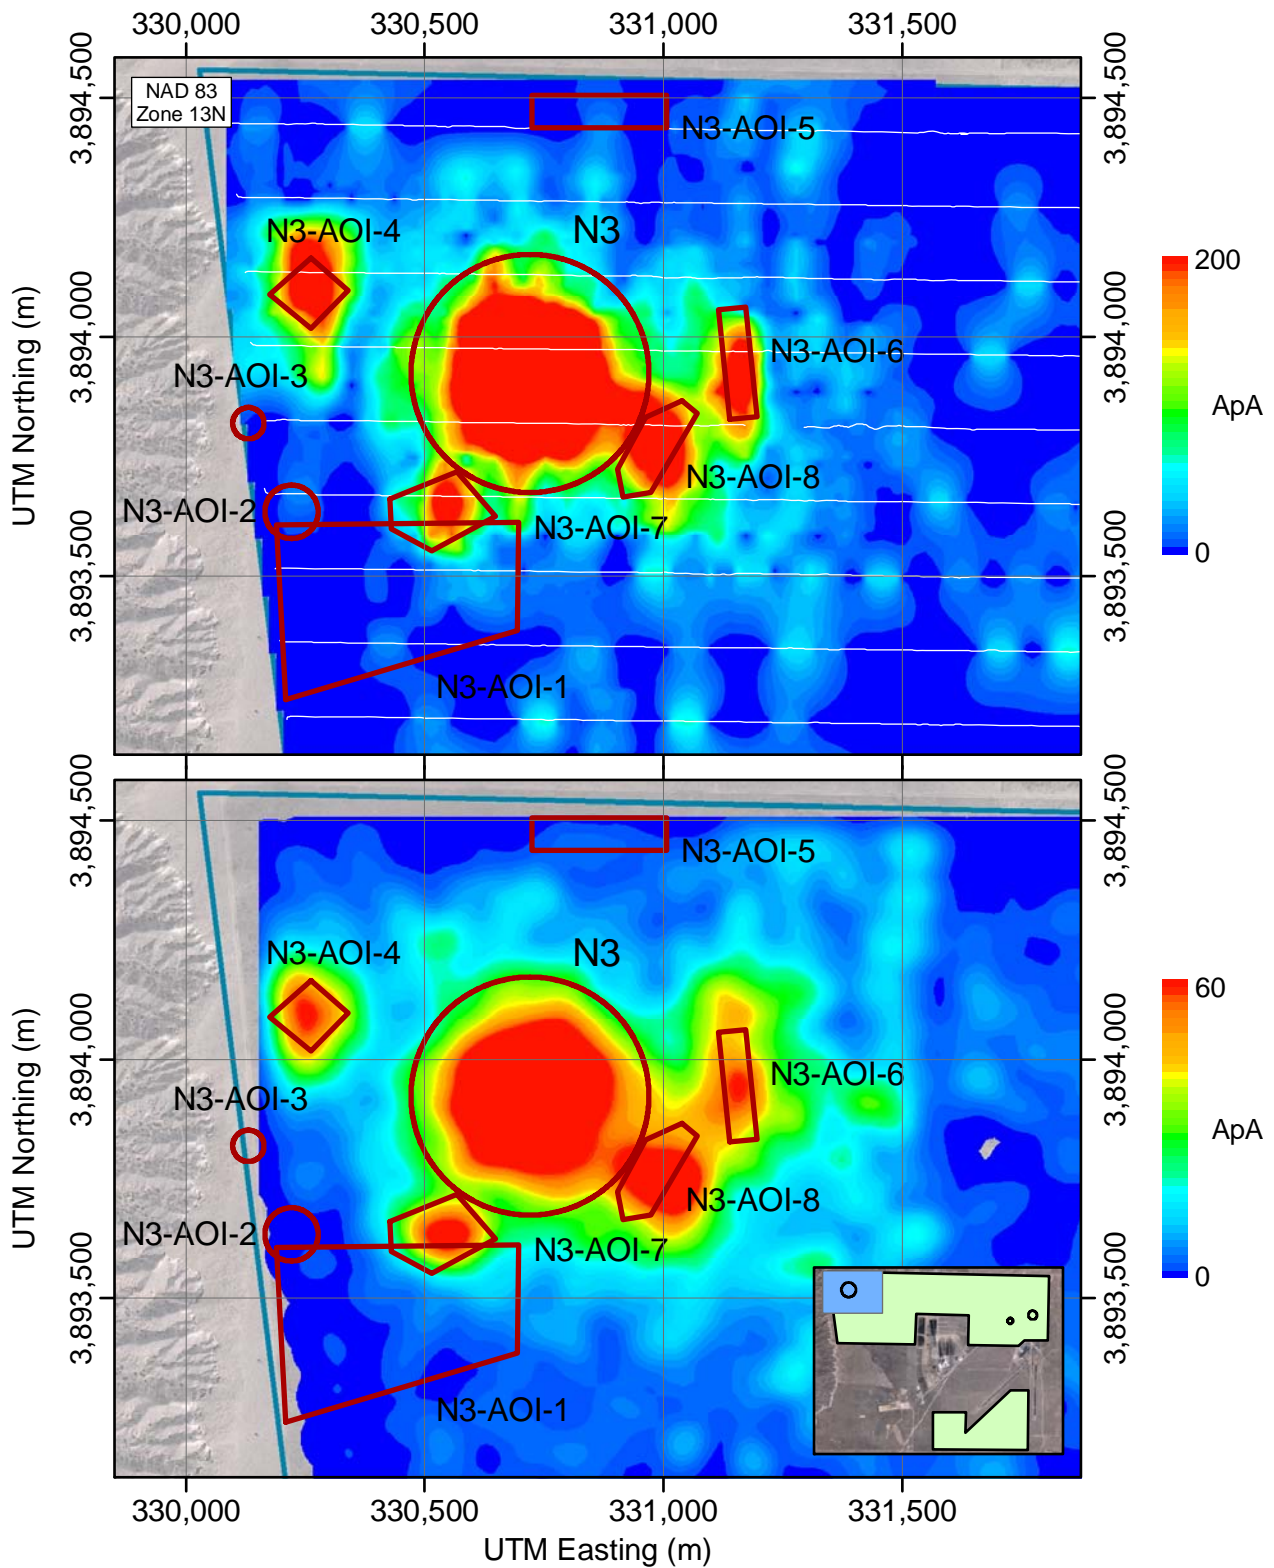 330,000 330,500 331,000 331,500
3,894,500
3,894,000
3,893,500
UTM Northing (m)
NAD 83
Zone 13N
N3-AOI-5
N3-AOI-4
N3
N3-AOI-6
N3-AOI-3
N3-AOI-8
N3-AOI-2
N3-AOI-7
N3-AOI-1
3,894,500
3,894,000
3,893,500
200
ApA
0
3,894,500
3,894,000
3,893,500
UTM Northing (m)
N3-AOI-5
N3-AOI-4
N3
N3-AOI-6
N3-AOI-3
N3-AOI-8
N3-AOI-2
N3-AOI-7
N3-AOI-1
3,894,500
3,894,000
3,893,500
60
ApA
0
330,000 330,500 331,000 331,500
UTM Easting (m)